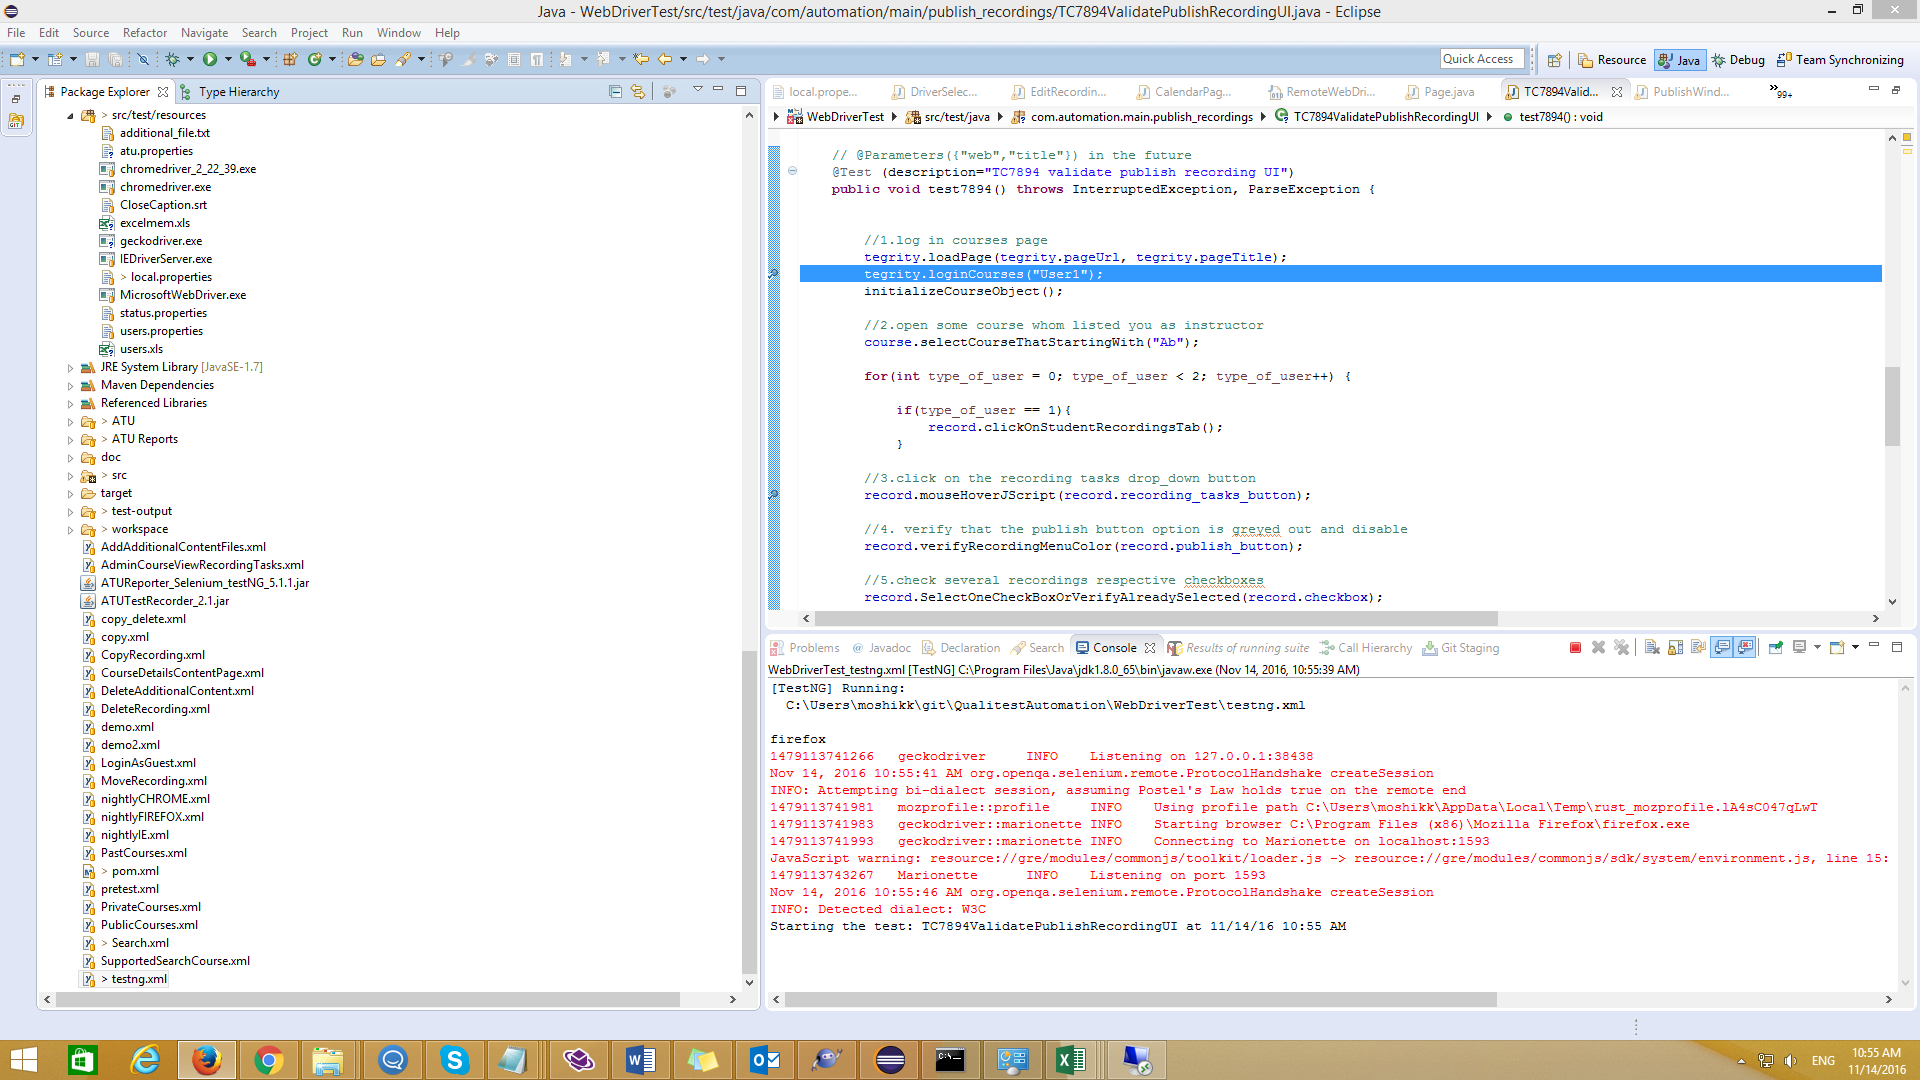 Java - WebDriverTest/src/test/java/com/automation/main/publish_recordings/TC7894ValidatePublishRecordingUI.java - Eclipse
File Edit Source Refactor Navigate Search Project Run Window Help
Quick Access
Resource
Java
Debug
Team Synchronizing
Package Explorer
Type Hierarchy
> src/test/resources
additional_file.txt
atu.properties
chromedriver_2_22_39.exe
chromedriver.exe
CloseCaption.srt
excelmem.xls
geckodriver.exe
IEDriverServer.exe
> local.properties
MicrosoftWebDriver.exe
status.properties
users.properties
users.xls
JRE System Library [JavaSE-1.7]
Maven Dependencies
Referenced Libraries
> ATU
> ATU Reports
doc
> src
target
> test-output
> workspace
AddAdditionalContentFiles.xml
AdminCourseViewRecordingTasks.xml
ATUReporter_Selenium_testNG_5.1.1.jar
ATUTestRecorder_2.1.jar
copy_delete.xml
copy.xml
CopyRecording.xml
CourseDetailsContentPage.xml
DeleteAdditionalContent.xml
DeleteRecording.xml
demo.xml
demo2.xml
LoginAsGuest.xml
MoveRecording.xml
nightlyCHROME.xml
nightlyFIREFOX.xml
nightlyIE.xml
PastCourses.xml
> pom.xml
pretest.xml
PrivateCourses.xml
PublicCourses.xml
> Search.xml
SupportedSearchCourse.xml
> testng.xml
local.prope...
DriverSelec...
EditRecordin...
CalendarPag...
RemoteWebDri...
Page.java
TC7894Valid...
PublishWind...
99+
WebDriverTest
src/test/java
com.automation.main.publish_recordings
TC7894ValidatePublishRecordingUI
test7894() : void
// @Parameters({"web","title"}) in the future
@Test (description="TC7894 validate publish recording UI")
public void test7894() throws InterruptedException, ParseException {
//1.log in courses page
tegrity.loadPage(tegrity.pageUrl, tegrity.pageTitle);
tegrity.loginCourses("User1");
initializeCourseObject();
//2.open some course whom listed you as instructor
course.selectCourseThatStartingWith("Ab");
for(int type_of_user = 0; type_of_user < 2; type_of_user++) {
if(type_of_user == 1){
record.clickOnStudentRecordingsTab();
}
//3.click on the recording tasks drop_down button
record.mouseHoverJScript(record.recording_tasks_button);
//4. verify that the publish button option is greyed out and disable
record.verifyRecordingMenuColor(record.publish_button);
//5.check several recordings respective checkboxes
record.SelectOneCheckBoxOrVerifyAlreadySelected(record.checkbox);
Problems
@ Javadoc
Declaration
Search
Console
Results of running suite
Call Hierarchy
Git Staging
WebDriverTest_testng.xml [TestNG] C:\Program Files\Java\jdk1.8.0_65\bin\javaw.exe (Nov 14, 2016, 10:55:39 AM)
[TestNG] Running:
C:\Users\moshikk\git\QualitestAutomation\WebDriverTest\testng.xml
firefox
1479113741266 geckodriver INFO Listening on 127.0.0.1:38438
Nov 14, 2016 10:55:41 AM org.openqa.selenium.remote.ProtocolHandshake createSession
INFO: Attempting bi-dialect session, assuming Postel's Law holds true on the remote end
1479113741981 mozprofile::profile INFO Using profile path C:\Users\moshikk\AppData\Local\Temp\rust_mozprofile.lA4sC047qLwT
1479113741983 geckodriver::marionette INFO Starting browser C:\Program Files (x86)\Mozilla Firefox\firefox.exe
1479113741993 geckodriver::marionette INFO Connecting to Marionette on localhost:1593
JavaScript warning: resource://gre/modules/commonjs/toolkit/loader.js -> resource://gre/modules/commonjs/sdk/system/environment.js, line 15:
1479113743267 Marionette INFO Listening on port 1593
Nov 14, 2016 10:55:46 AM org.openqa.selenium.remote.ProtocolHandshake createSession
INFO: Detected dialect: W3C
Starting the test: TC7894ValidatePublishRecordingUI at 11/14/16 10:55 AM
ENG
10:55 AM
11/14/2016